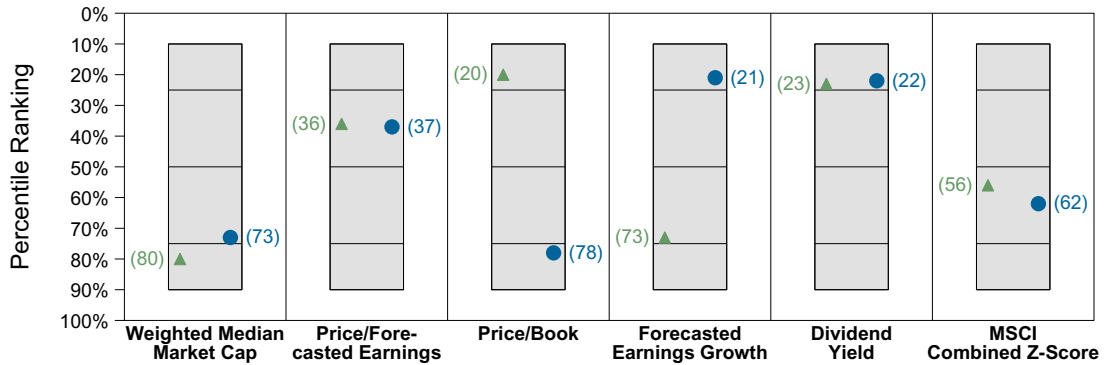 Percentile Ranking
0%
10%
20%
30%
40%
50%
60%
70%
80%
90%
100%
(80)
(73)
(36)
(37)
(20)
(78)
(73)
(21)
(23)
(22)
(56)
(62)
Weighted Median
Market Cap
Price/Fore-
casted Earnings
Price/Book
Forecasted
Earnings Growth
Dividend
Yield
MSCI
Combined Z-Score